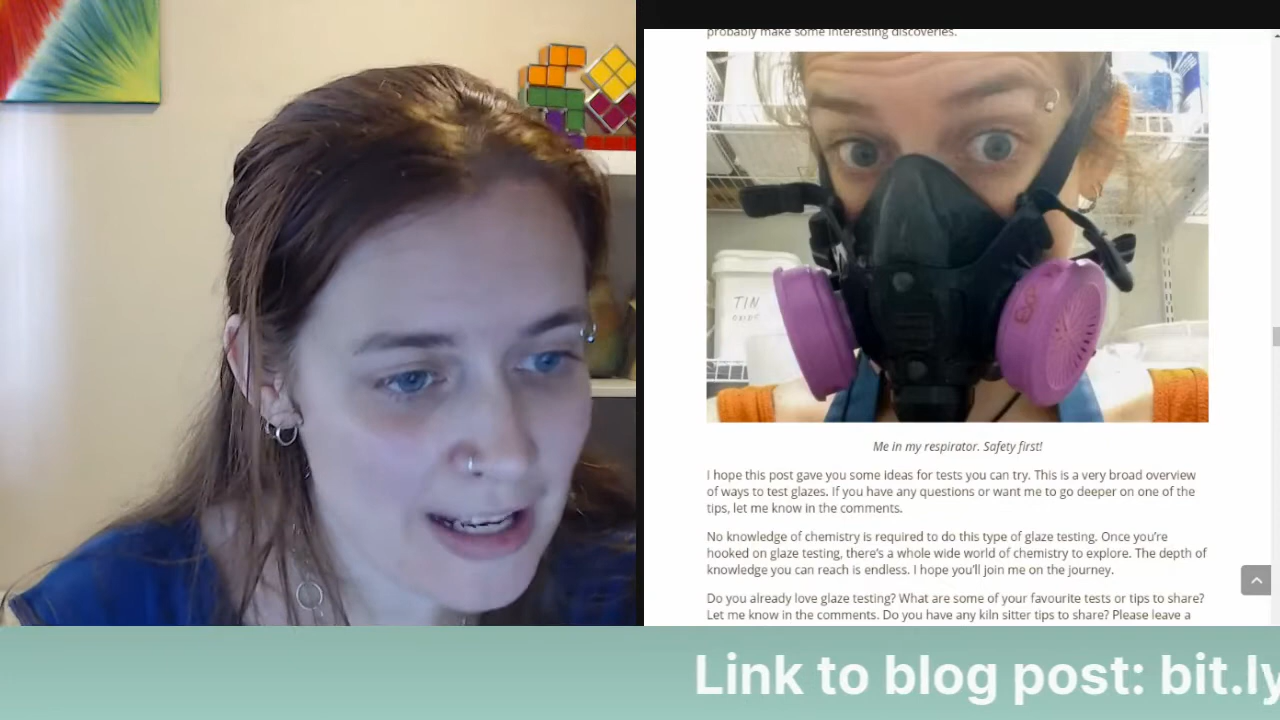 probably make some interesting discoveries.
TIN
OXIDE
Me in my respirator. Safety first!
I hope this post gave you some ideas for tests you can try. This is a very broad overview
of ways to test glazes. If you have any questions or want me to go deeper on one of the
tips, let me know in the comments.
No knowledge of chemistry is required to do this type of glaze testing. Once you're
hooked on glaze testing, there's a whole wide world of chemistry to explore. The depth of
knowledge you can reach is endless. I hope you'll join me on the journey.
Do you already love glaze testing? What are some of your favourite tests or tips to share?
Let me know in the comments. Do you have any kiln sitter tips to share? Please leave a
Link to blog post: bit.ly